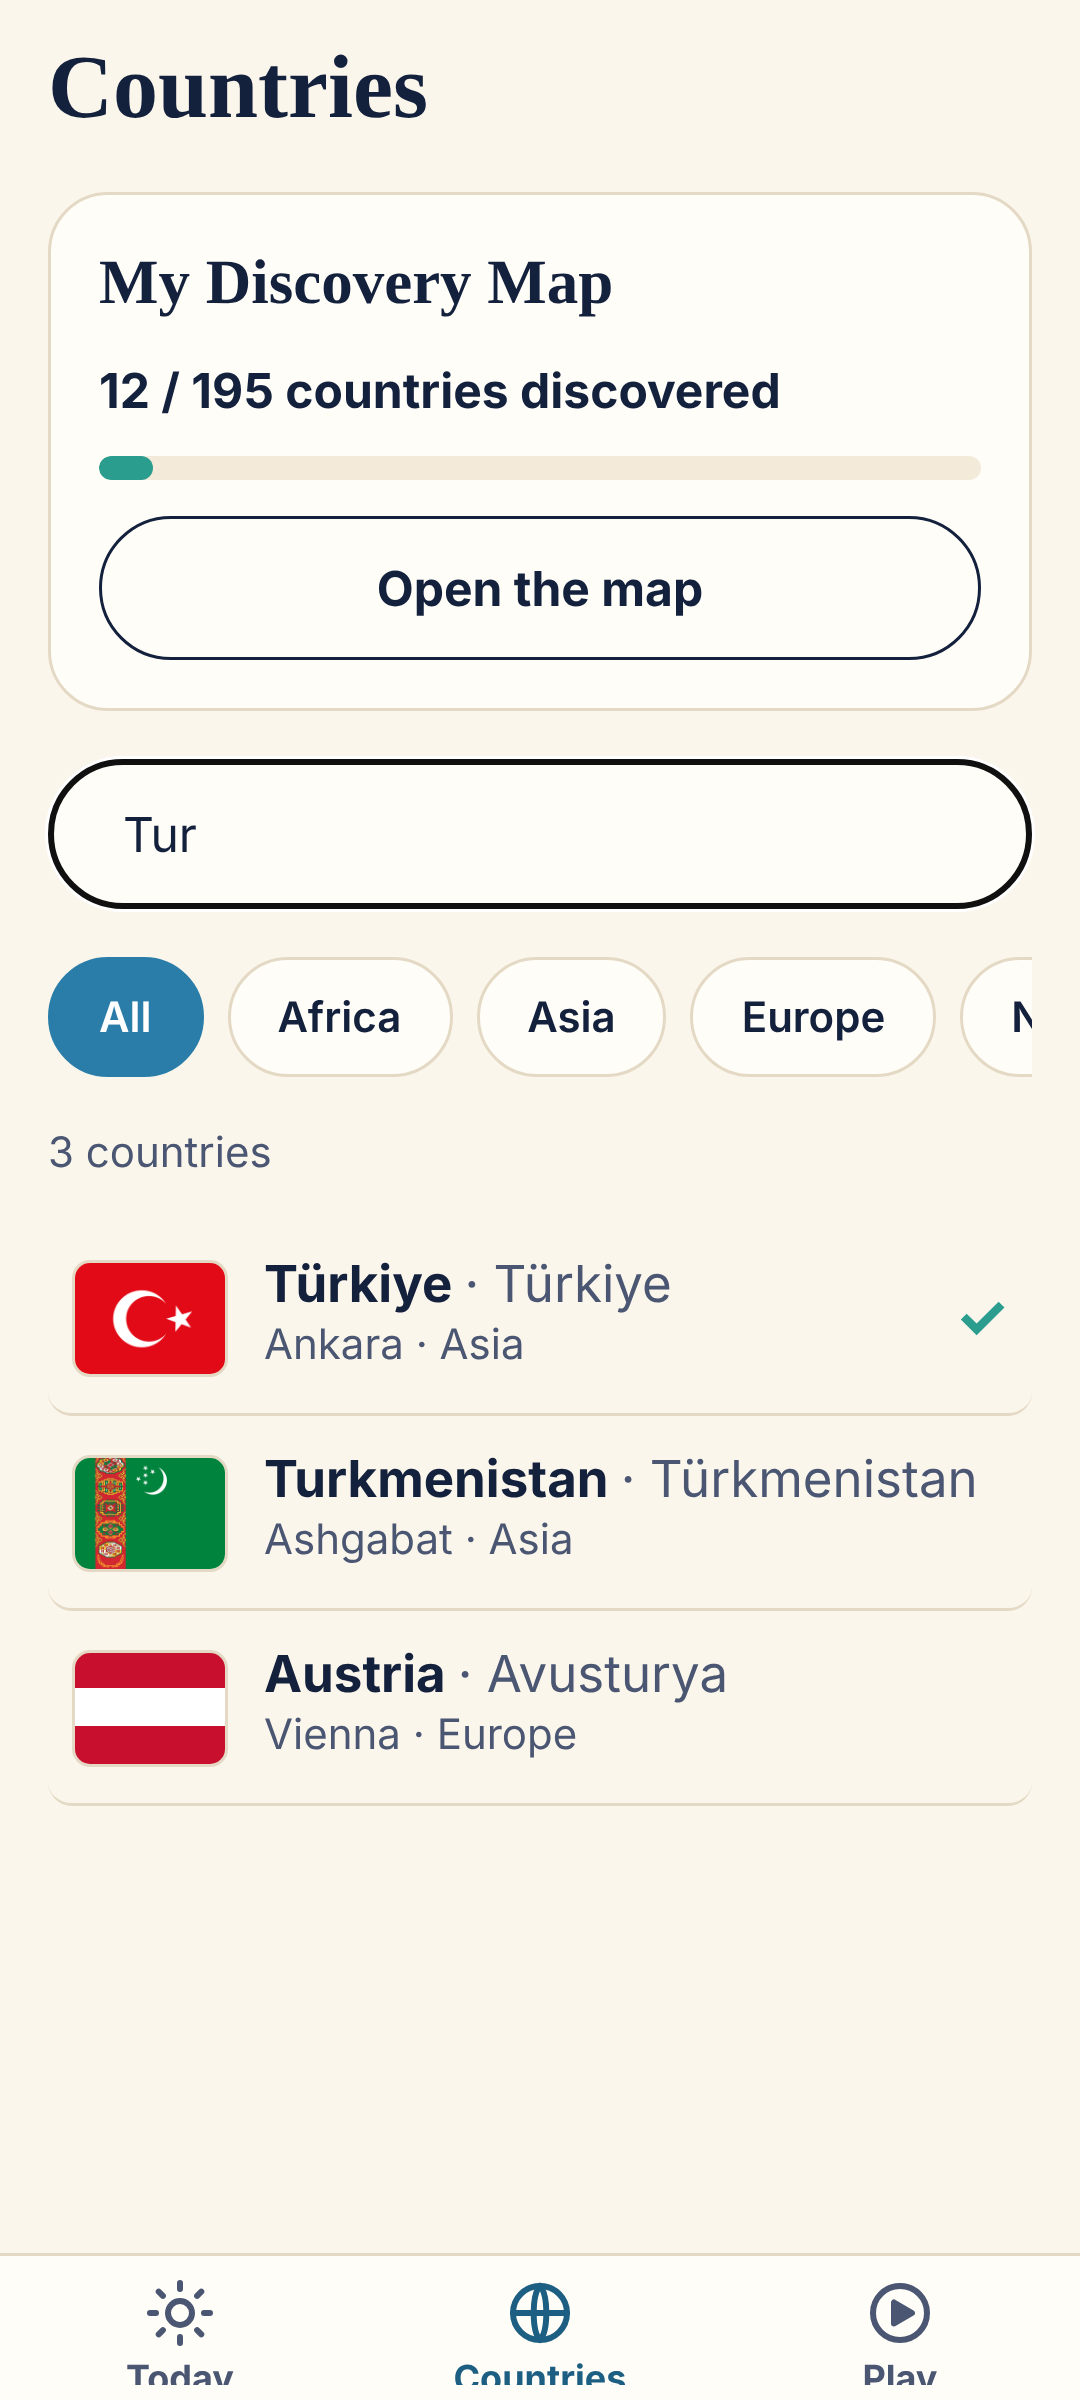 Countries
My Discovery Map
12 / 195 countries discovered
Open the map
Tur
All Africa Asia Europe N
3 countries
Türkiye · Türkiye
Ankara · Asia
Turkmenistan · Türkmenistan
Ashgabat · Asia
Austria · Avusturya
Vienna · Europe
Today Countries Play